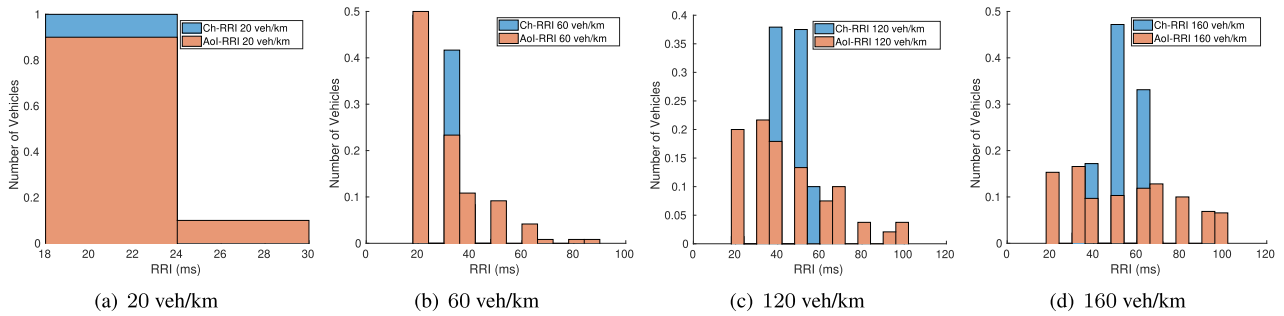 1
0.8
0.6
0.4
0.2
0
Number of Vehicles
18 20 22 24 26 28 30
RRI (ms)
Ch-RRI 20 veh/km
AoI-RRI 20 veh/km
(a) 20 veh/km
0.5
0.4
0.3
0.2
0.1
0
Number of Vehicles
0 20 40 60 80 100
RRI (ms)
Ch-RRI 60 veh/km
AoI-RRI 60 veh/km
(b) 60 veh/km
0.4
0.35
0.3
0.25
0.2
0.15
0.1
0.05
0
Number of Vehicles
0 20 40 60 80 100 120
RRI (ms)
Ch-RRI 120 veh/km
AoI-RRI 120 veh/km
(c) 120 veh/km
0.5
0.4
0.3
0.2
0.1
0
Number of Vehicles
0 20 40 60 80 100 120
RRI (ms)
Ch-RRI 160 veh/km
AoI-RRI 160 veh/km
(d) 160 veh/km